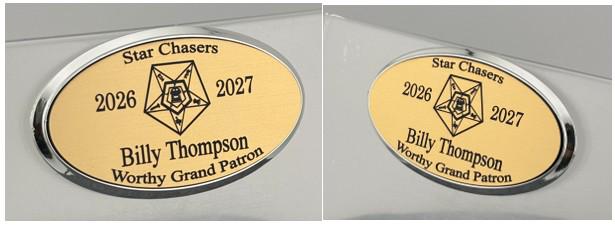 Star Chasers
2026 2027
Billy Thompson
Worthy Grand Patron
Star Chasers
2026 2027
Billy Thompson
Worthy Grand Patron